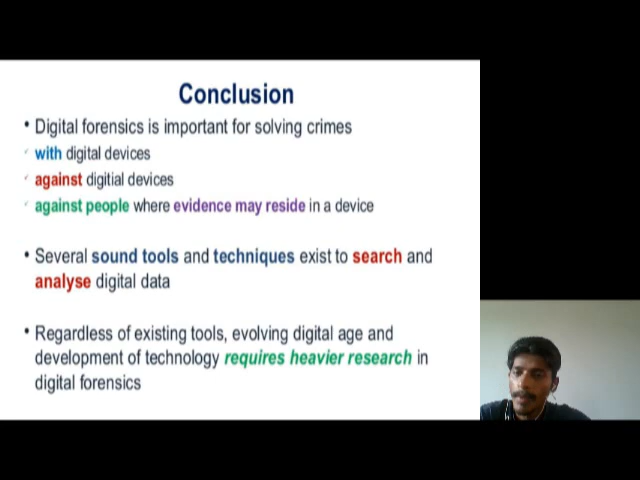 Conclusion
• Digital forensics is important for solving crimes
✓ with digital devices
✓ against digitial devices
✓ against people where evidence may reside in a device
• Several sound tools and techniques exist to search and
analyse digital data
• Regardless of existing tools, evolving digital age and
development of technology requires heavier research in
digital forensics